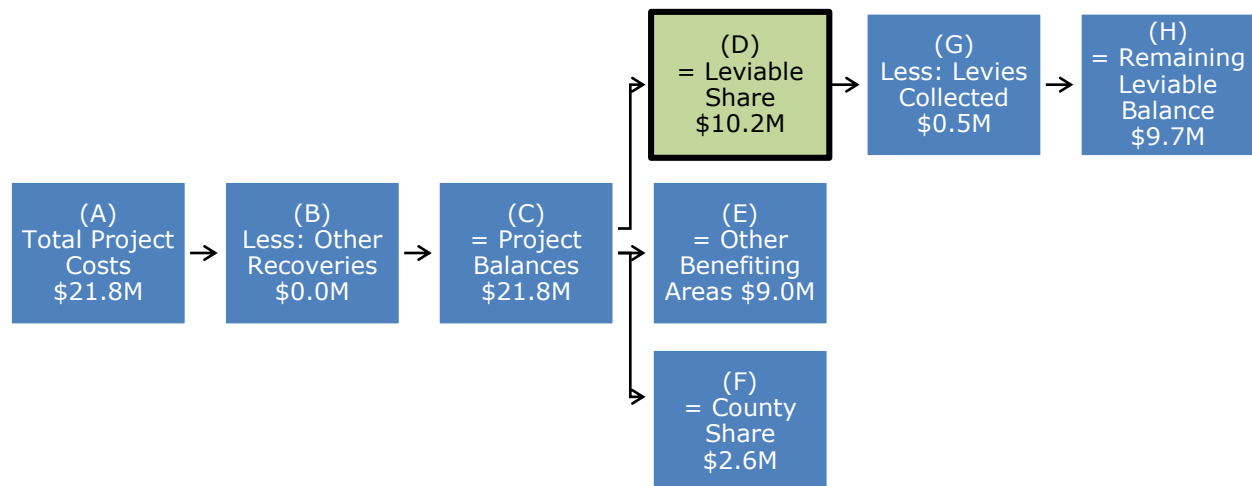 (A)
Total Project
Costs
$21.8M
(B)
Less: Other
Recoveries
$0.0M
(C)
= Project
Balances
$21.8M
(D)
= Leviable
Share
$10.2M
(G)
Less: Levies
Collected
$0.5M
(H)
= Remaining
Leviable
Balance
$9.7M
(E)
= Other
Benefiting
Areas $9.0M
(F)
= County
Share
$2.6M